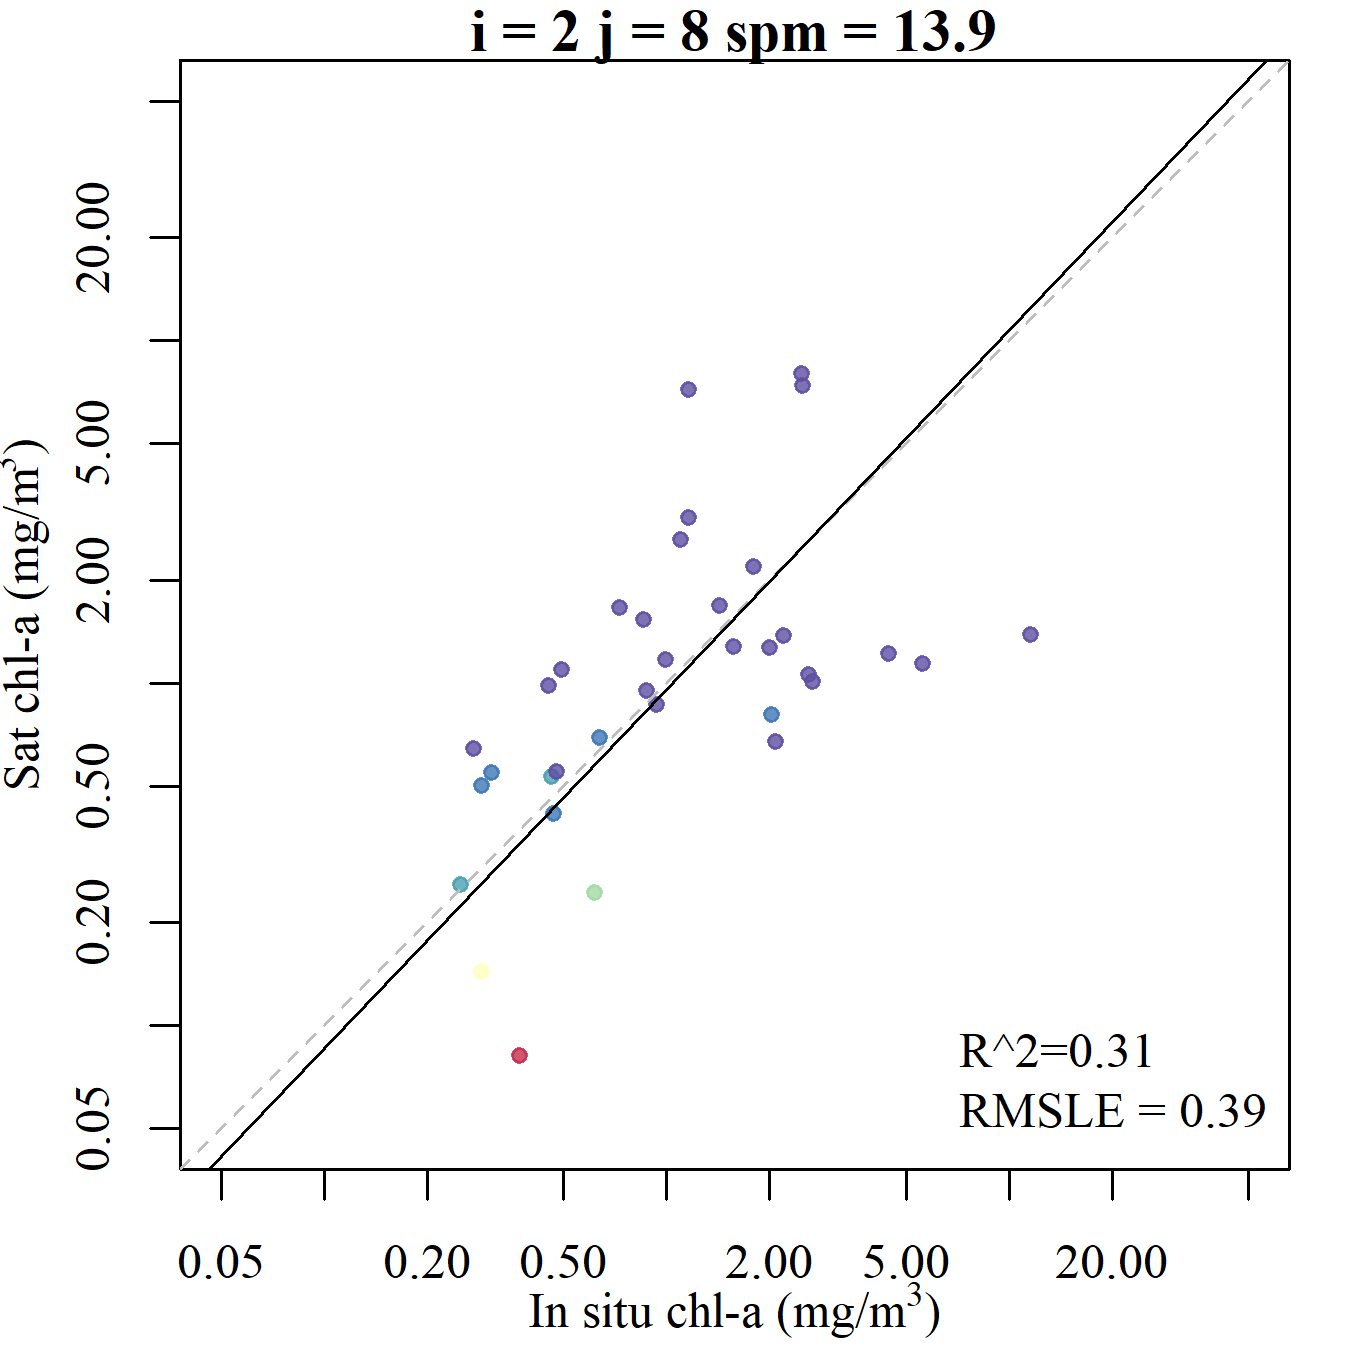 i = 2 j = 8 spm = 13.9
20.00
5.00
2.00
0.50
0.20
0.05
Sat chl-a (mg/m³)
R^2=0.31
RMSLE = 0.39
0.05 0.20 0.50 2.00 5.00 20.00
In situ chl-a (mg/m³)